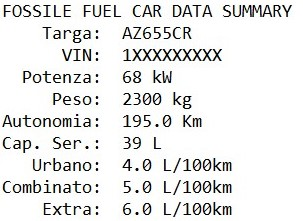 FOSSILE FUEL CAR DATA SUMMARY
Targa: AZ655CR
VIN: 1XXXXXXXXX
Potenza: 68 kW
Peso: 2300 kg
Autonomia: 195.0 Km
Cap. Ser.: 39 L
Urbano: 4.0 L/100km
Combinato: 5.0 L/100km
Extra: 6.0 L/100km